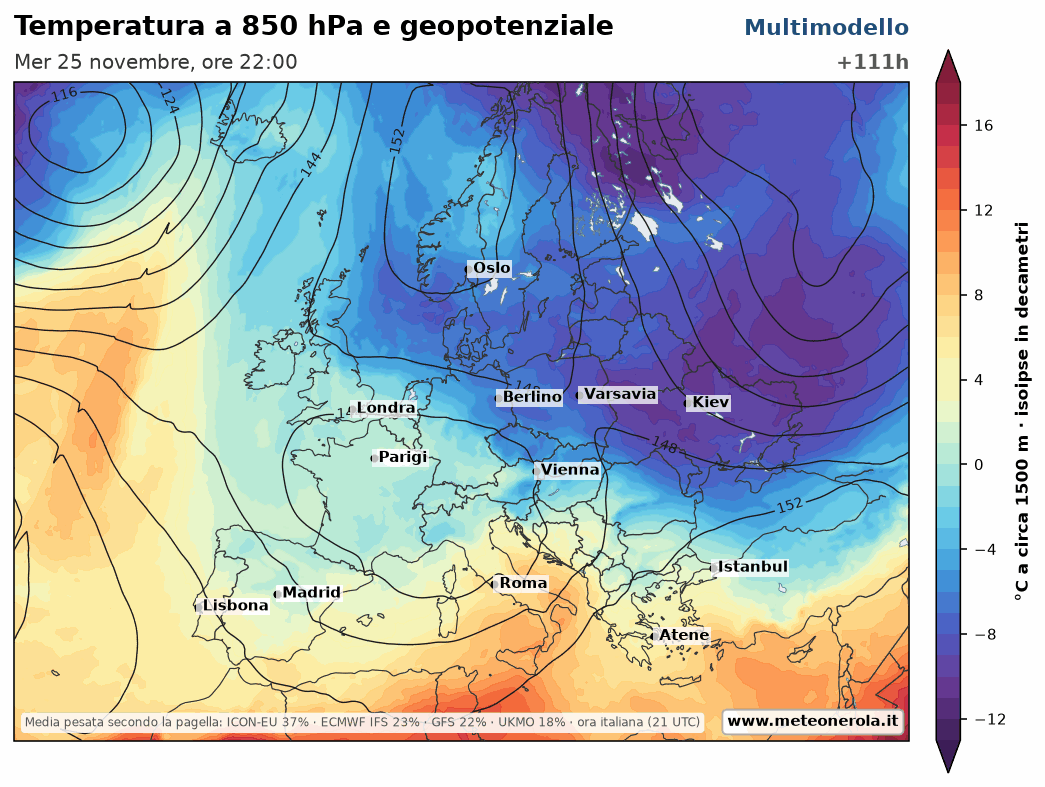 Temperatura a 850 hPa e geopotenziale
Multimodello
Mer 25 novembre, ore 22:00
+111h
116
124
144
152
Oslo
Berlino
Varsavia
Kiev
Londra
148
Parigi
Vienna
152
Istanbul
Roma
Madrid
Lisbona
Atene
Media pesata secondo la pagella: ICON-EU 37% · ECMWF IFS 23% · GFS 22% · UKMO 18% · ora italiana (21 UTC)
www.meteonerola.it
16
12
8
4
0
−4
−8
−12
°C a circa 1500 m · isoipse in decametri